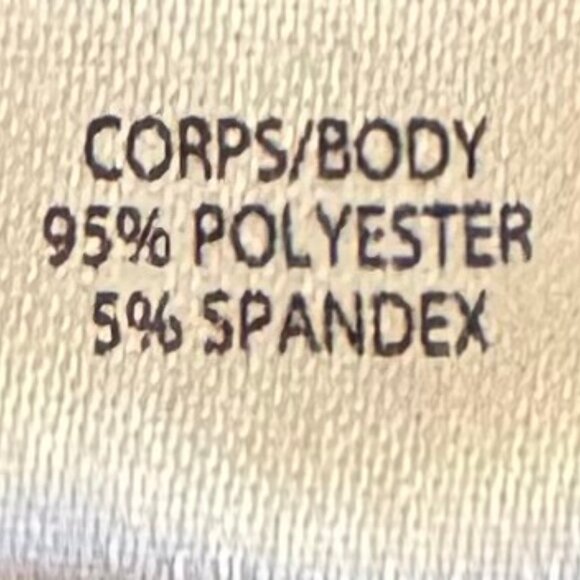 CORPS/BODY
95% POLYESTER
5% SPANDEX